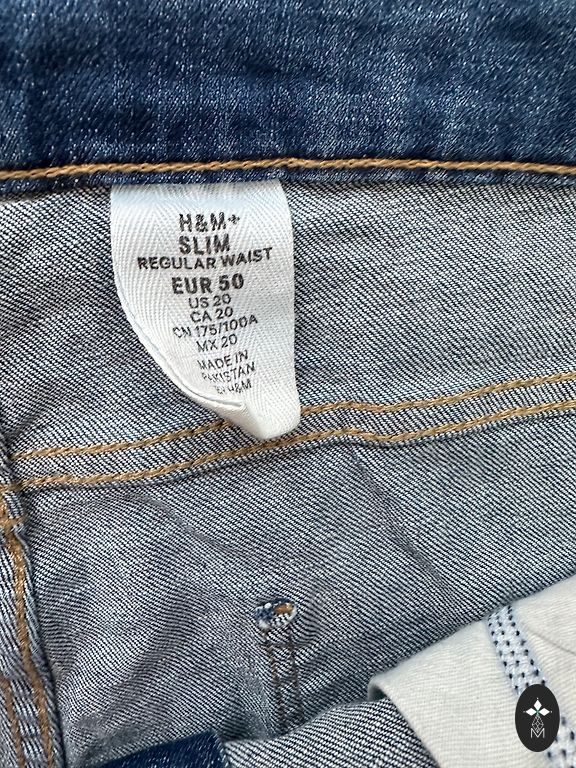 H&M+
SLIM
REGULAR WAIST
EUR 50
US 20
CA 20
CN 175/100A
MX 20
MADE IN
PAKISTAN
H&M